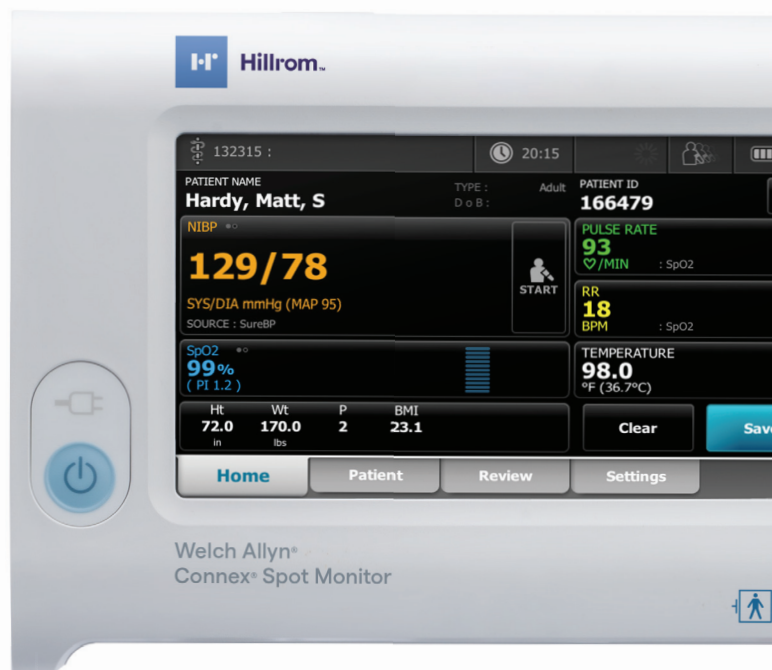 Hillrom™
132315 :
20:15
PATIENT NAME
Hardy, Matt, S
TYPE : Adult
D o B :
PATIENT ID
166479
NIBP
129/78
SYS/DIA mmHg (MAP 95)
SOURCE : SureBP
START
PULSE RATE
93
/MIN : SpO2
RR
18
BPM : SpO2
SpO2
99%
( PI 1.2 )
TEMPERATURE
98.0
°F (36.7°C)
Ht Wt P BMI
72.0 170.0 2 23.1
in lbs
Clear
Save
Home Patient Review Settings
Welch Allyn®
Connex® Spot Monitor